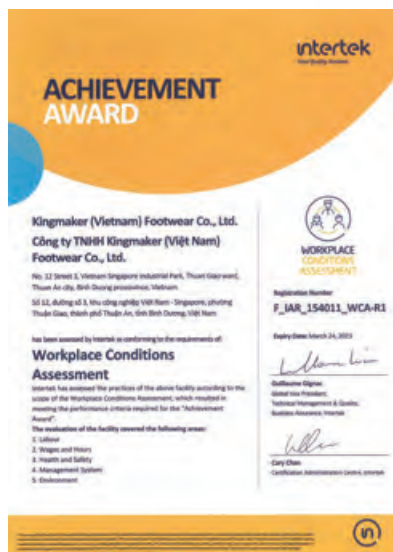 intertek
Total Quality. Assured.
ACHIEVEMENT
AWARD
Kingmaker (Vietnam) Footwear Co., Ltd.
Công ty TNHH Kingmaker (Việt Nam)
Footwear Co., Ltd.
No. 12 Street 3, Vietnam Singapore Industrial Park, Thuan Giao ward,
Thuan An city, Binh Duong provovince, Vietnam
Số 12, đường số 3, khu công nghiệp Việt Nam - Singapore, phường
Thuận Giao, thành phố Thuận An, tỉnh Bình Dương, Việt Nam
has been assessed by Intertek as conforming to the requirements of:
Workplace Conditions
Assessment
Intertek has assessed the practices of the above facility according to the
scope of the Workplace Conditions Assessment, which resulted in
meeting the performance criteria required for the "Achievement
Award".
The evaluation of the facility covered the following areas:
1. Labour
2. Wages and Hours
3. Health and Safety
4. Management System
5. Environment
WORKPLACE
CONDITIONS
ASSESSMENT
Registration Number
F_IAR_154011_WCA-R1
Expiry Date: March 24, 2023
Guillaume Gignac
Global Vice President,
Technical Management & Quality,
Business Assurance, Intertek
Cary Chan
Certification Administration Centre, Intertek